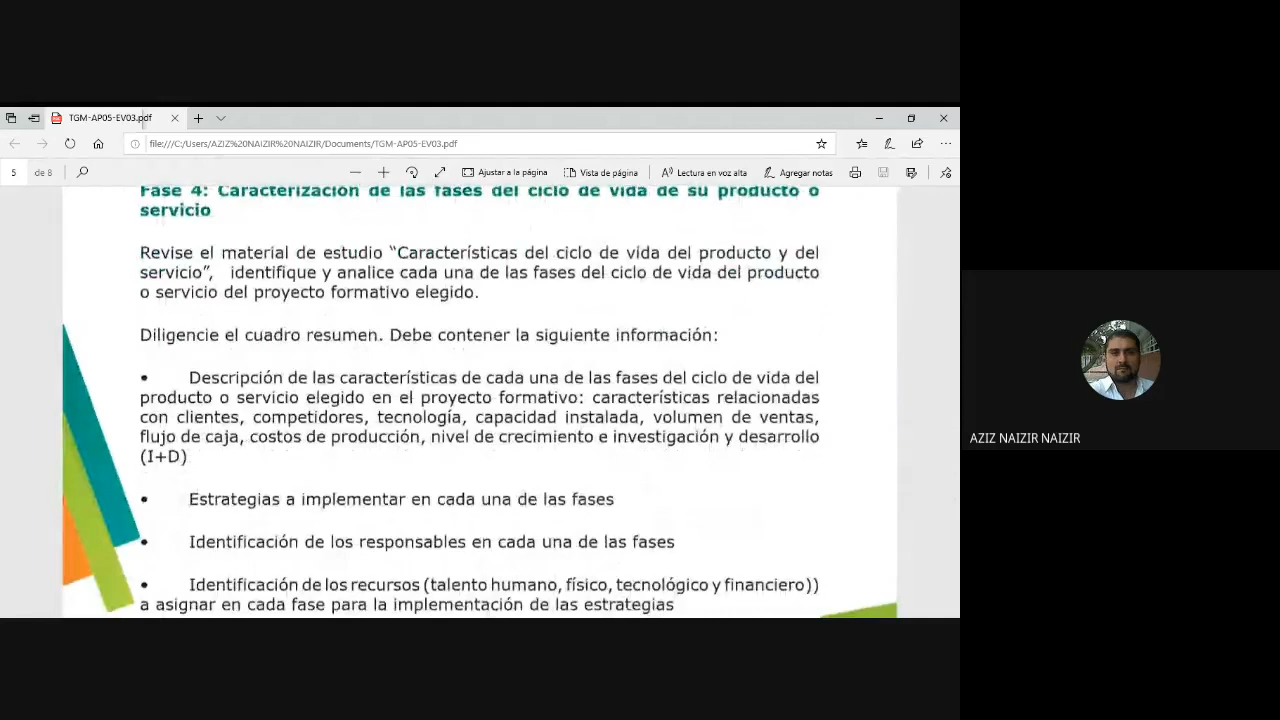 TGM-AP05-EV03.pdf
file:///C:/Users/AZIZ%20NAIZIR%20NAIZIR/Documents/TGM-AP05-EV03.pdf
5 de 8 Ajustar a la página Vista de página Lectura en voz alta Agregar notas
Fase 4: Caracterización de las fases del ciclo de vida de su producto o
servicio
Revise el material de estudio “Características del ciclo de vida del producto y del
servicio”, identifique y analice cada una de las fases del ciclo de vida del producto
o servicio del proyecto formativo elegido.
Diligencie el cuadro resumen. Debe contener la siguiente información:
• Descripción de las características de cada una de las fases del ciclo de vida del
producto o servicio elegido en el proyecto formativo: características relacionadas
con clientes, competidores, tecnología, capacidad instalada, volumen de ventas,
flujo de caja, costos de producción, nivel de crecimiento e investigación y desarrollo
(I+D)
• Estrategias a implementar en cada una de las fases
• Identificación de los responsables en cada una de las fases
• Identificación de los recursos (talento humano, físico, tecnológico y financiero))
a asignar en cada fase para la implementación de las estrategias
AZIZ NAIZIR NAIZIR